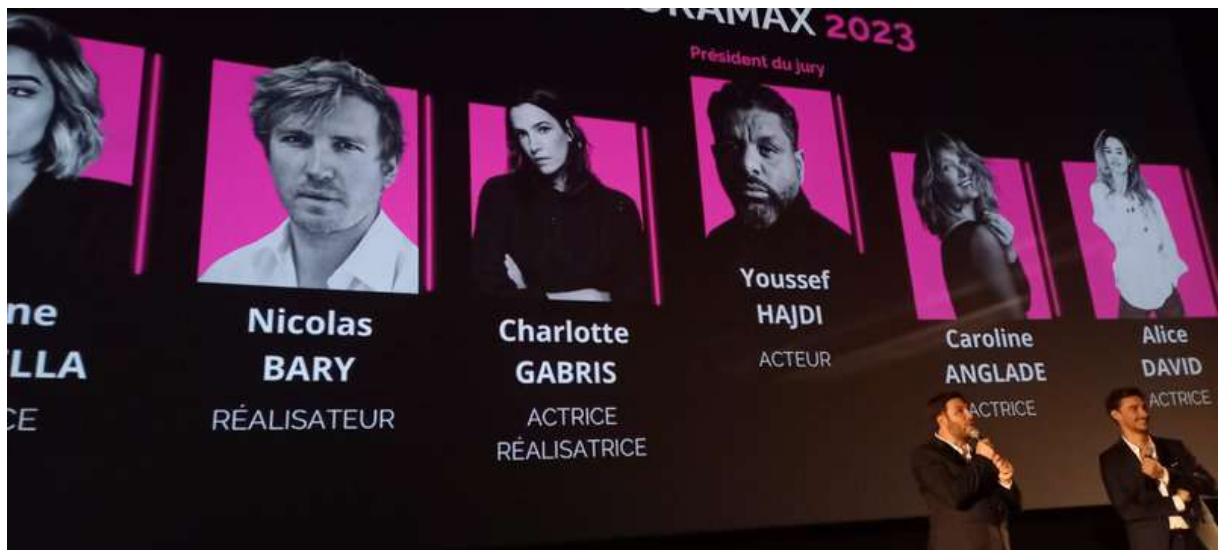 ORAMAX 2023
Président du jury
ne
LLA
CE
Nicolas
BARY
RÉALISATEUR
Charlotte
GABRIS
ACTRICE
RÉALISATRICE
Youssef
HAJDI
ACTEUR
Caroline
ANGLADE
ACTRICE
Alice
DAVID
ACTRICE